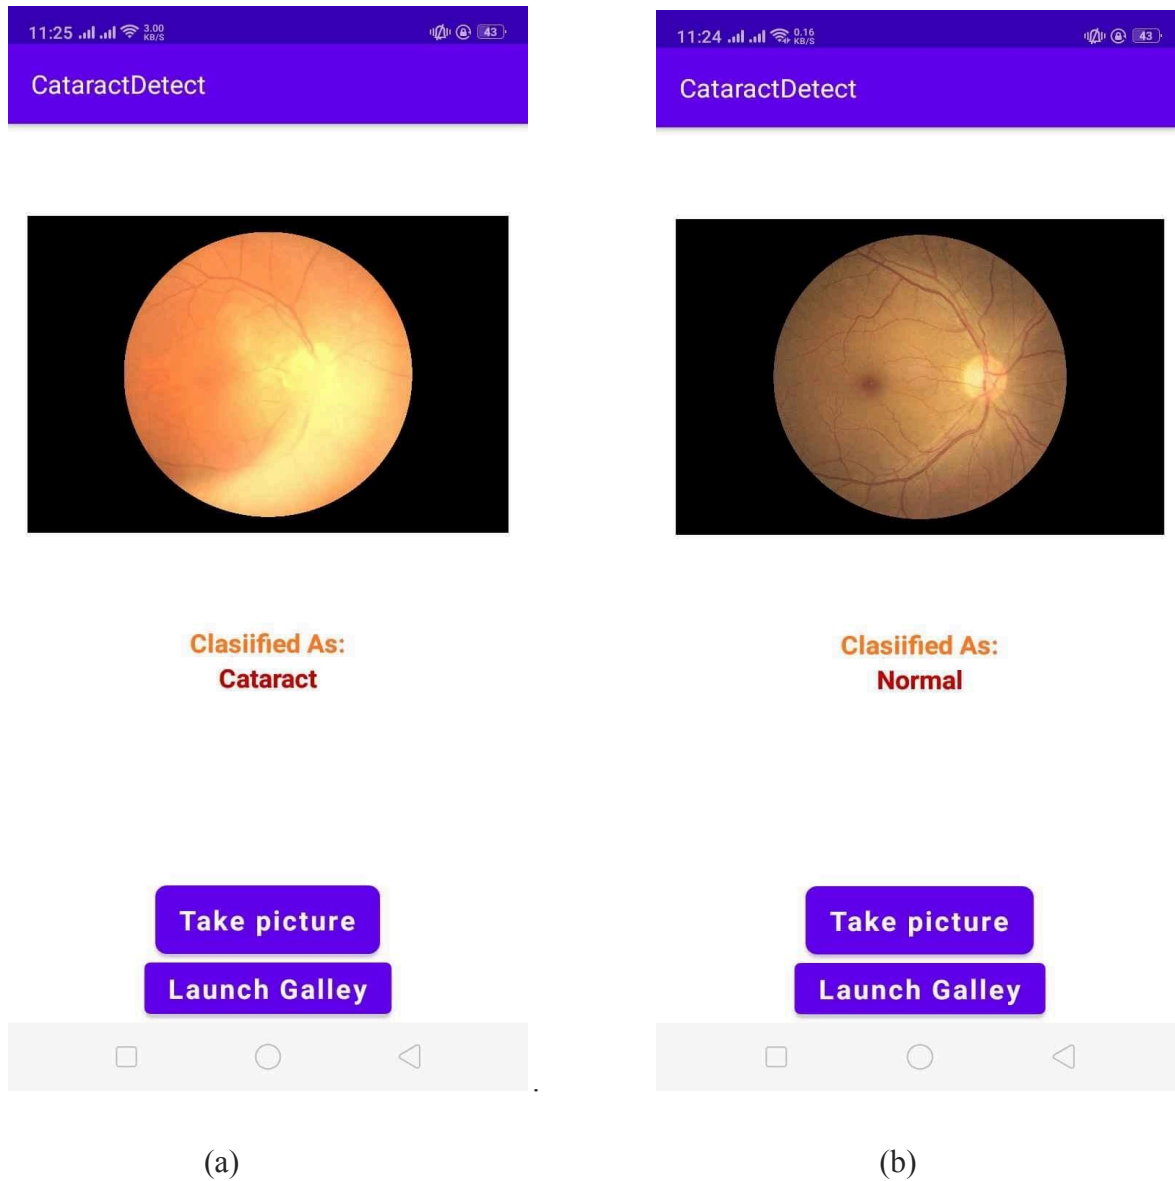 11:25 3.00 KB/S 43
CataractDetect
Clasiified As:
Cataract
Take picture
Launch Galley
.
(a)
11:24 0.16 KB/S 43
CataractDetect
Clasiified As:
Normal
Take picture
Launch Galley
(b)